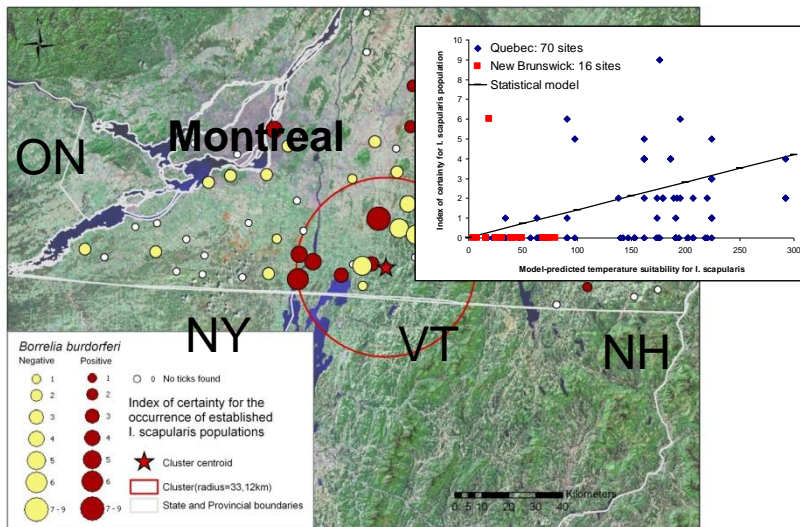 ON
Montreal
NY
VT
NH
Index of certainty for I. scapularis population
10
9
8
7
6
5
4
3
2
1
0
Quebec: 70 sites
New Brunswick: 16 sites
Statistical model
0 50 100 150 200 250 300
Model-predicted temperature suitability for I. scapularis
Borrelia burdorferi
Negative Positive
1 1 0 No ticks found
2 2
3 3
4 4
5 5
6 6
7 - 9 7 - 9
Index of certainty for the
occurrence of established
I. scapularis populations
Cluster centroid
Cluster(radius=33,12km)
State and Provincial boundaries
Kilometers
0 5 10 20 30 40